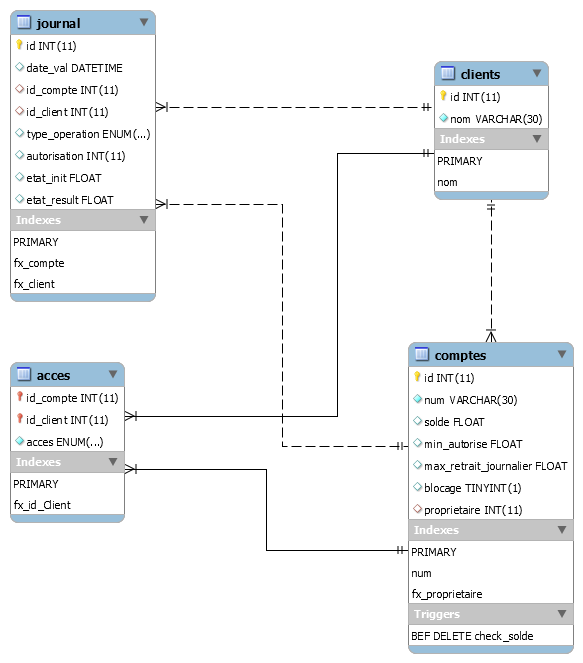 journal
id INT(11)
date_val DATETIME
id_compte INT(11)
id_client INT(11)
type_operation ENUM(...)
autorisation INT(11)
etat_init FLOAT
etat_result FLOAT
Indexes
PRIMARY
fx_compte
fx_client
clients
id INT(11)
nom VARCHAR(30)
Indexes
PRIMARY
nom
acces
id_compte INT(11)
id_client INT(11)
acces ENUM(...)
Indexes
PRIMARY
fx_id_Client
comptes
id INT(11)
num VARCHAR(30)
solde FLOAT
min_autorise FLOAT
max_retrait_journalier FLOAT
blocage TINYINT(1)
proprietaire INT(11)
Indexes
PRIMARY
num
fx_proprietaire
Triggers
BEF DELETE check_solde